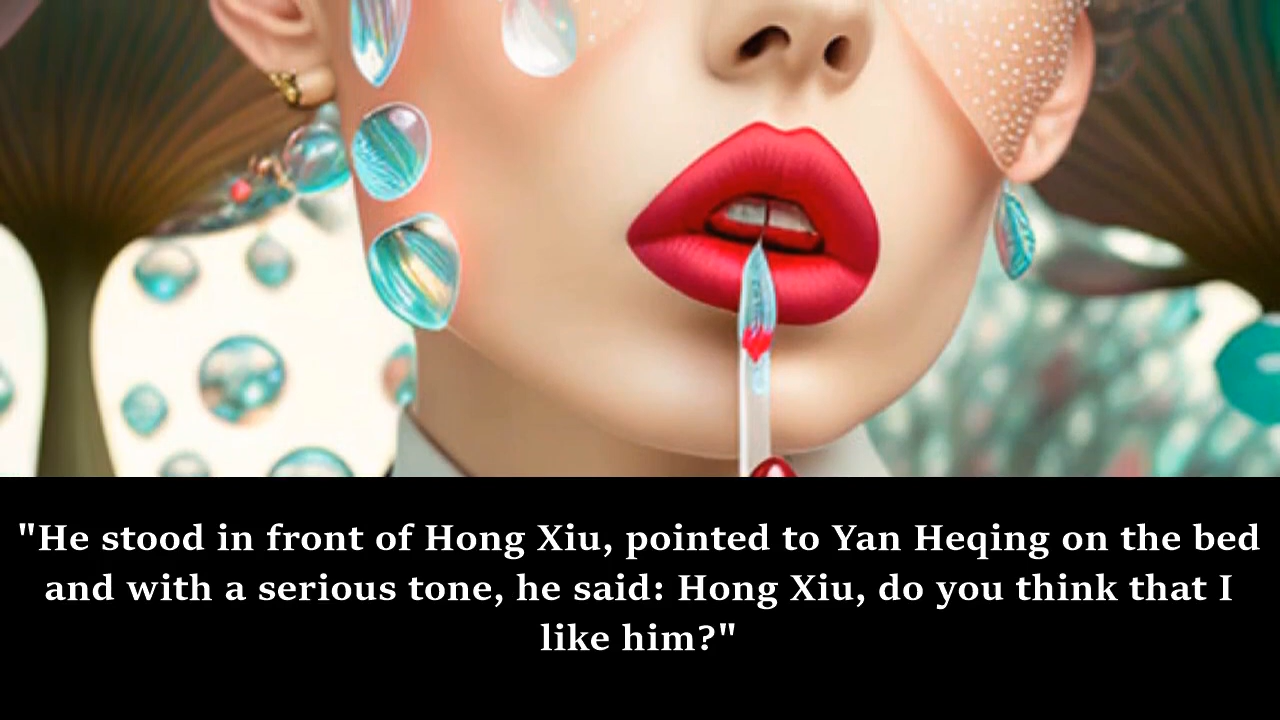 "He stood in front of Hong Xiu, pointed to Yan Heqing on the bed
and with a serious tone, he said: Hong Xiu, do you think that I
like him?"